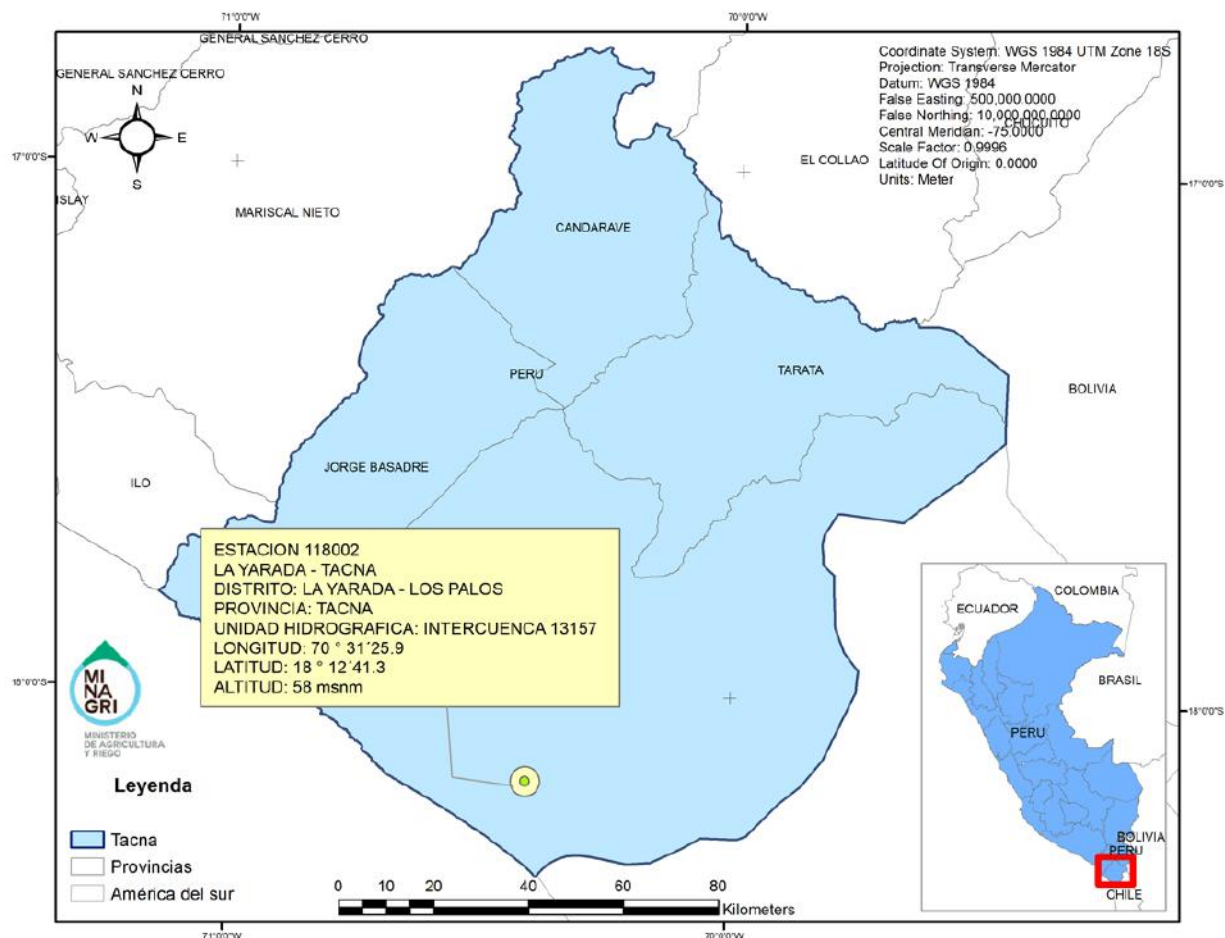 71°0'0"W
70°0'0"W
GENERAL SANCHEZ CERRO
GENERAL SANCHEZ CERRO
Coordinate System: WGS 1984 UTM Zone 18S
Projection: Transverse Mercator
Datum: WGS 1984
False Easting: 500,000.0000
False Northing: 10,000,000.0000
Central Meridian: -75.0000
Scale Factor: 0.9996
Latitude Of Origin: 0.0000
Units: Meter
CHUCUITO
N
W
E
S
17°0'0"S
17°0'0"S
EL COLLAO
ISLAY
MARISCAL NIETO
CANDARAVE
PERU
TARATA
BOLIVIA
JORGE BASADRE
ILO
ESTACION 118002
LA YARADA - TACNA
DISTRITO: LA YARADA - LOS PALOS
PROVINCIA: TACNA
UNIDAD HIDROGRAFICA: INTERCUENCA 13157
LONGITUD: 70 ° 31´25.9
LATITUD: 18 ° 12´41.3
ALTITUD: 58 msnm
18°0'0"S
18°0'0"S
MI
NA
GRI
MINISTERIO
DE AGRICULTURA
Y RIEGO
Leyenda
Tacna
Provincias
América del sur
0 10 20 40 60 80
Kilometers
COLOMBIA
ECUADOR
BRASIL
PERU
BOLIVIA
PERU
CHILE
71°0'0"W
70°0'0"W